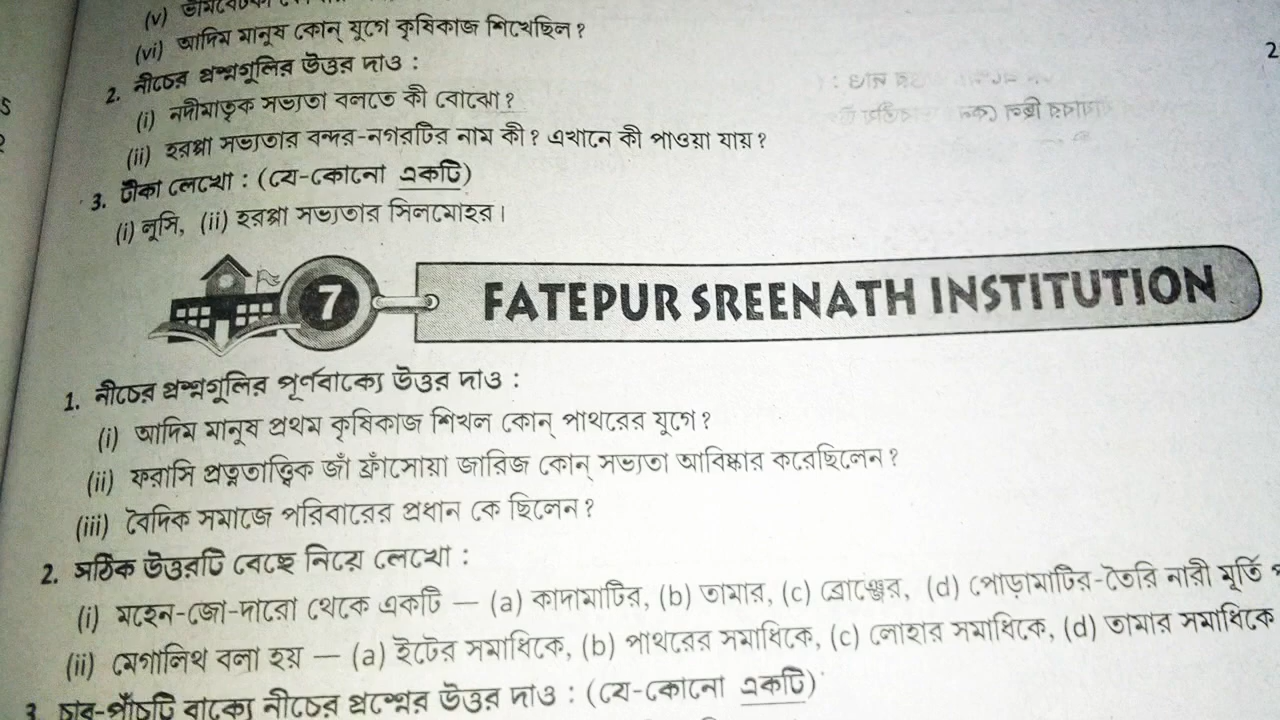 (v)
(vi) আদিম মানুষ কোন্ যুগে কৃষিকাজ শিখেছিল?
2. নীচের প্রশ্নগুলির উত্তর দাও :
(i) নদীমাতৃক সভ্যতা বলতে কী বোঝো?
(ii) হরপ্পা সভ্যতার বন্দর-নগরটির নাম কী? এখানে কী পাওয়া যায়?
3. টীকা লেখো : (যে-কোনো একটি)
(i) লুসি, (ii) হরপ্পা সভ্যতার সিলমোহর।
2
7 FATEPUR SREENATH INSTITUTION
1. নীচের প্রশ্নগুলির পূর্ণবাক্যে উত্তর দাও :
(i) আদিম মানুষ প্রথম কৃষিকাজ শিখল কোন্ পাথরের যুগে?
(ii) ফরাসি প্রত্নতাত্ত্বিক জাঁ ফ্রাঁসোয়া জারিজ কোন্ সভ্যতা আবিষ্কার করেছিলেন?
(iii) বৈদিক সমাজে পরিবারের প্রধান কে ছিলেন?
2. সঠিক উত্তরটি বেছে নিয়ে লেখো :
(i) মহেন-জো-দারো থেকে একটি — (a) কাদামাটির, (b) তামার, (c) ব্রোঞ্জের, (d) পোড়ামাটির-তৈরি নারী মূর্তি
(ii) মেগালিথ বলা হয় — (a) ইটের সমাধিকে, (b) পাথরের সমাধিকে, (c) লোহার সমাধিকে, (d) তামার সমাধিকে
3. চার-পাঁচটি বাক্যে নীচের প্রশ্নের উত্তর দাও : (যে-কোনো একটি)